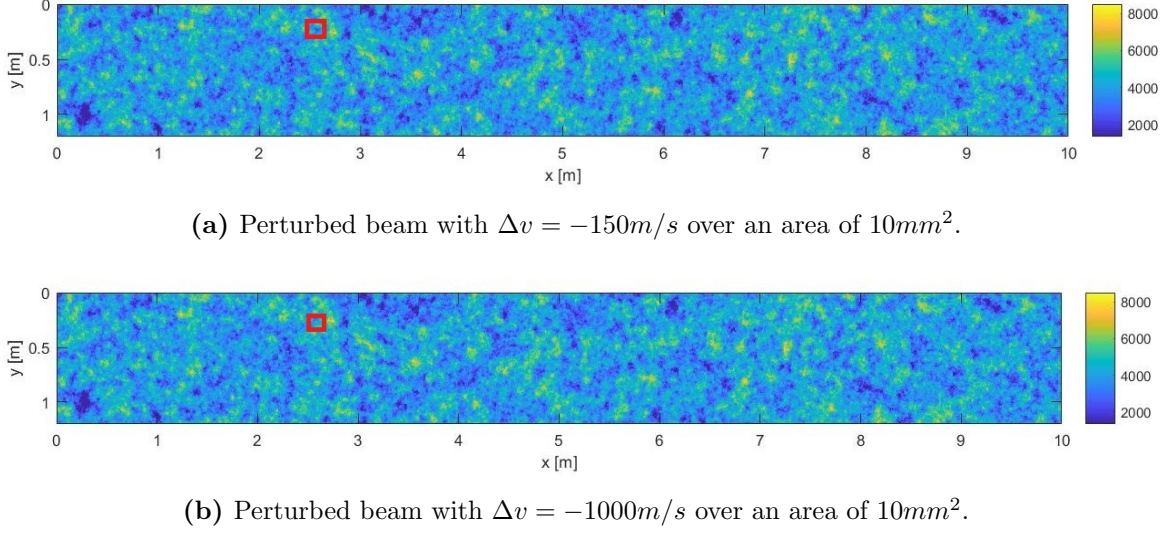 0
0.5
1
y [m]
0 1 2 3 4 5 6 7 8 9 10
x [m]
8000
6000
4000
2000
(a) Perturbed beam with Δv = −150m/s over an area of 10mm².
0
0.5
1
y [m]
0 1 2 3 4 5 6 7 8 9 10
x [m]
8000
6000
4000
2000
(b) Perturbed beam with Δv = −1000m/s over an area of 10mm².